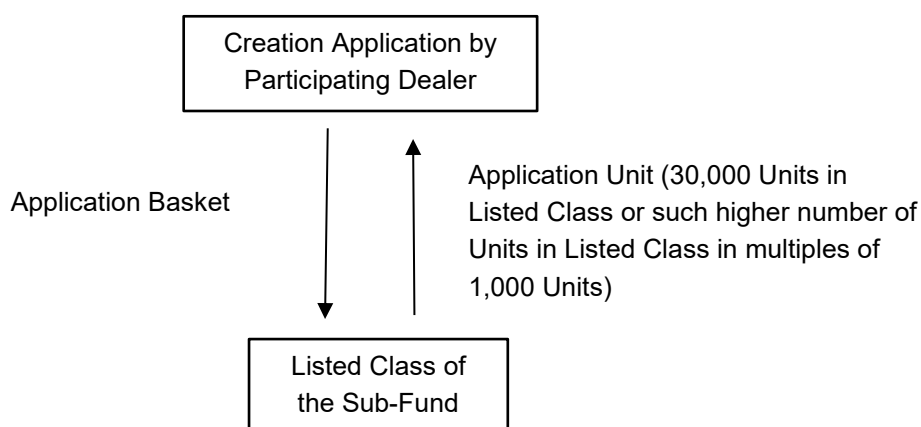 Creation Application by
Participating Dealer
Application Basket
Application Unit (30,000 Units in
Listed Class or such higher number of
Units in Listed Class in multiples of
1,000 Units)
Listed Class of
the Sub-Fund